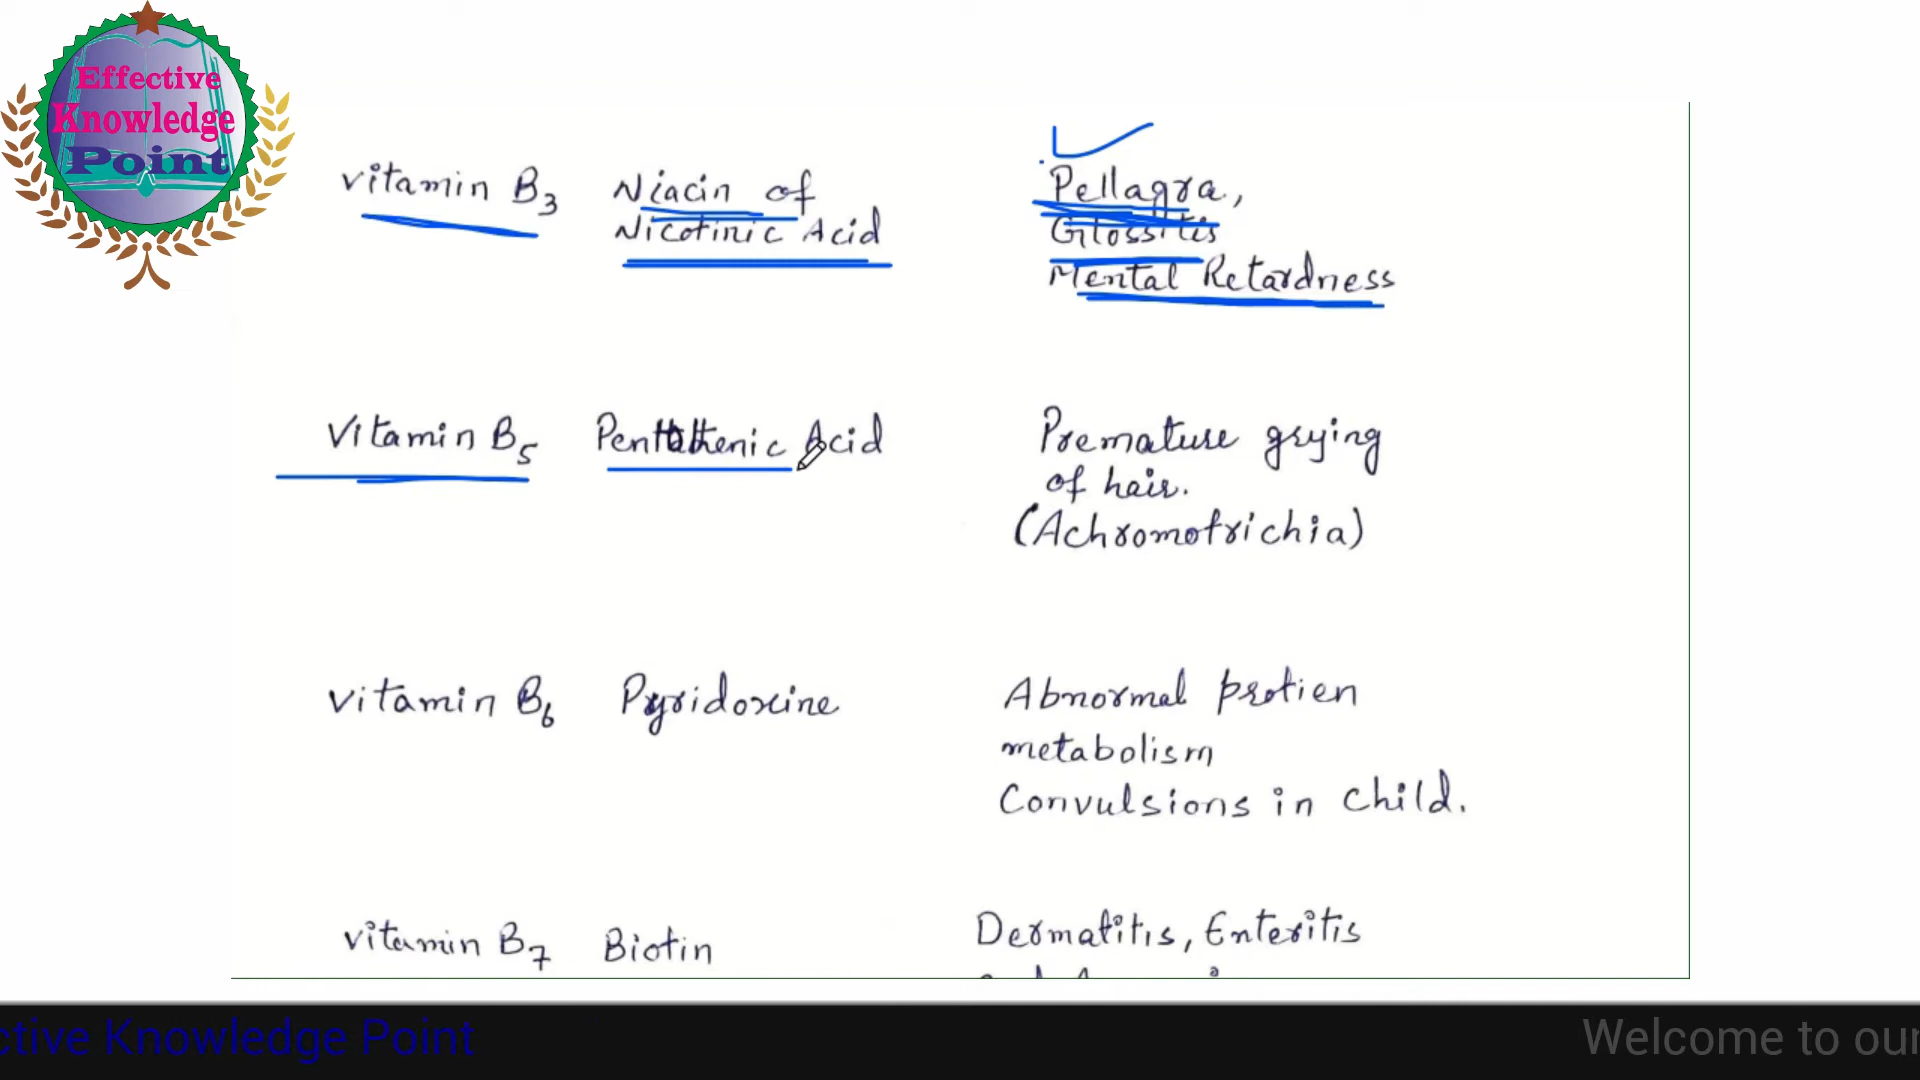 Effective
Knowledge
Point
Vitamin B3 Niacin of Pellagra,
Nicotinic Acid Glossitis
Mental Retardness
Vitamin B5 Pentothenic Acid Premature grying
of hair.
(Achromotrichia)
Vitamin B6 Pyridoxine Abnormal protien
metabolism
Convulsions in child.
Vitamin B7 Biotin Dermatitis, Enteritis
ctive Knowledge Point Welcome to our